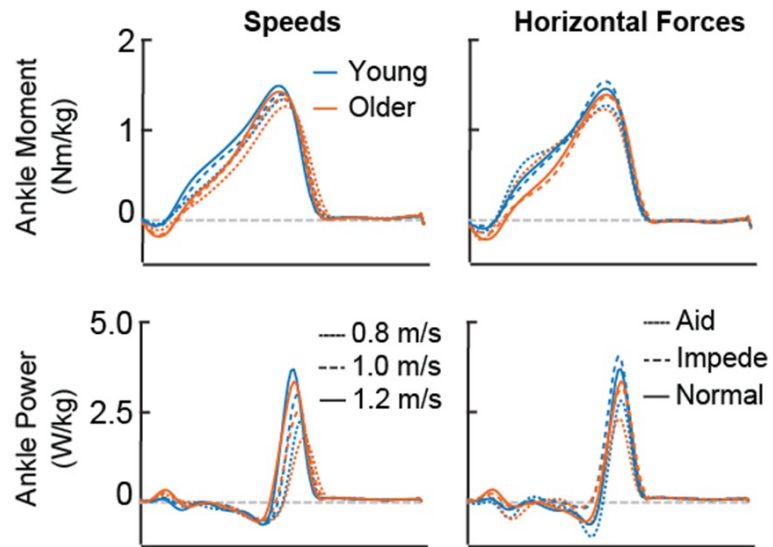 Speeds
Horizontal Forces
Ankle Moment
(Nm/kg)
2
1
0
Young
Older
Ankle Power
(W/kg)
5.0
2.5
0
0.8 m/s
1.0 m/s
1.2 m/s
Aid
Impede
Normal